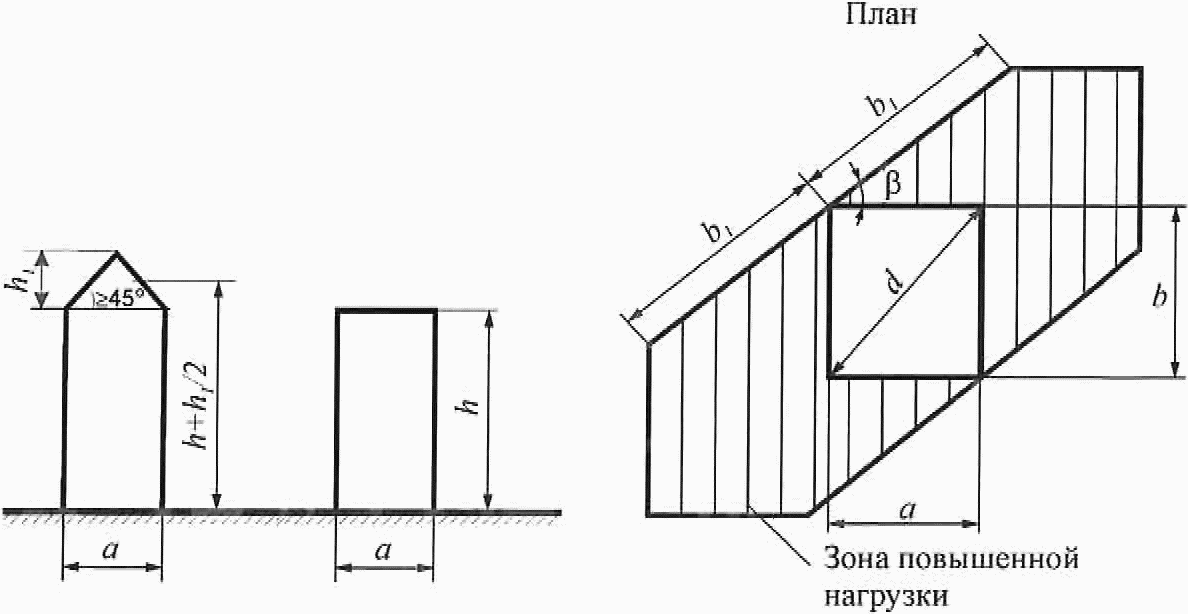 План
b₁
β
b₁
h₁
≥45°
d
b
h+h₁/2
h
a
a
a
Зона повышенной
нагрузки